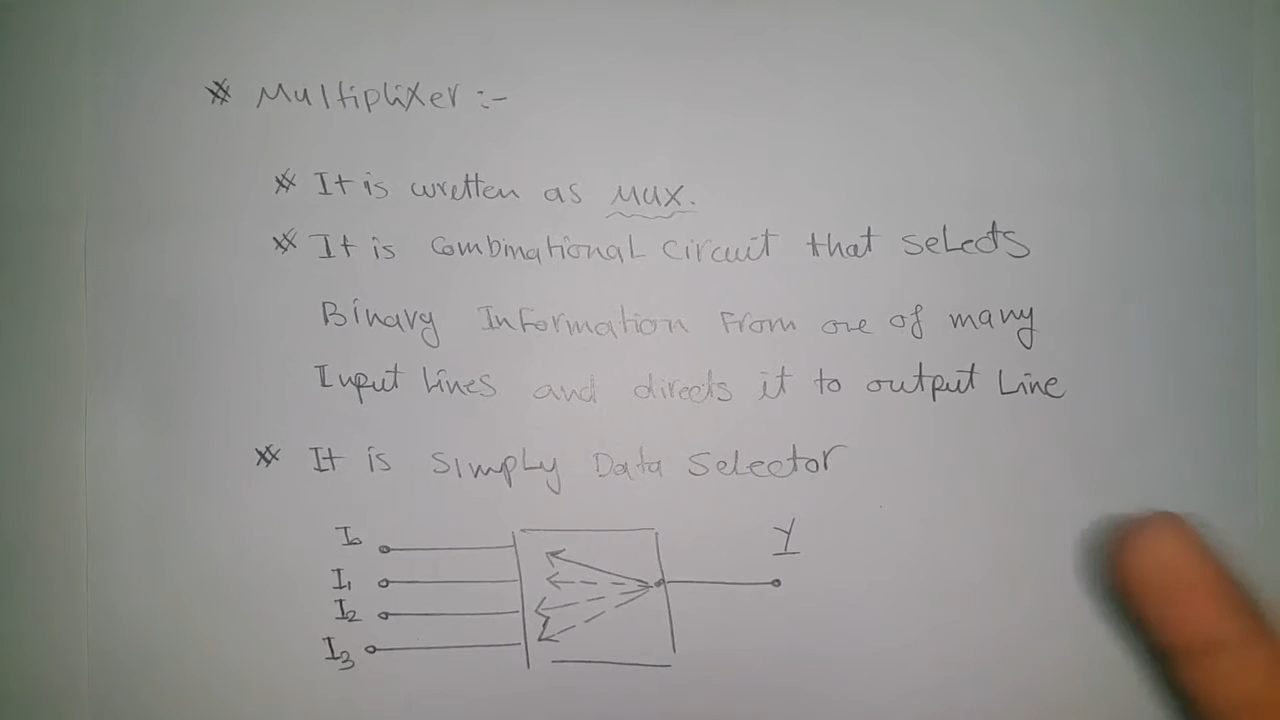 * Multiplixer :-
* It is wretten as MUX.
* It is Combinational Circuit that selects
Binary Information From one of many
Input Lines and directs it to output Line
* It is Simply Data Selector
I0
I1
I2
I3
Y